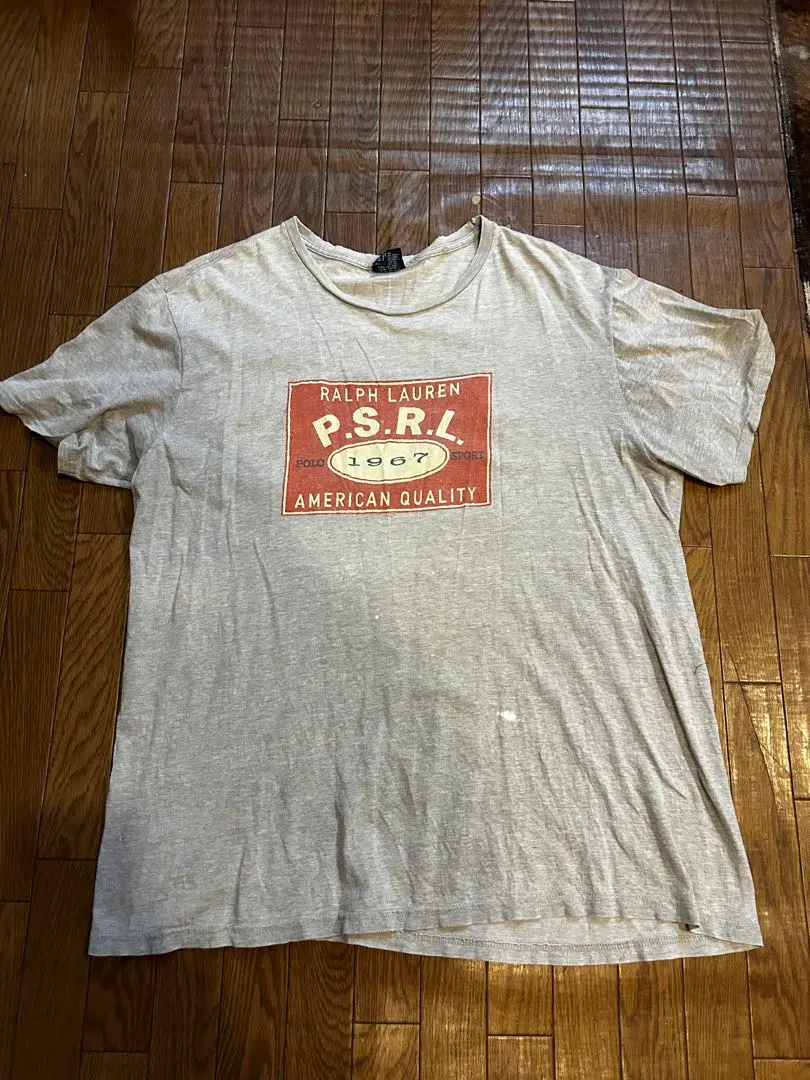 RALPH LAUREN
P.S.R.L.
POLO 1967 SPORT
AMERICAN QUALITY